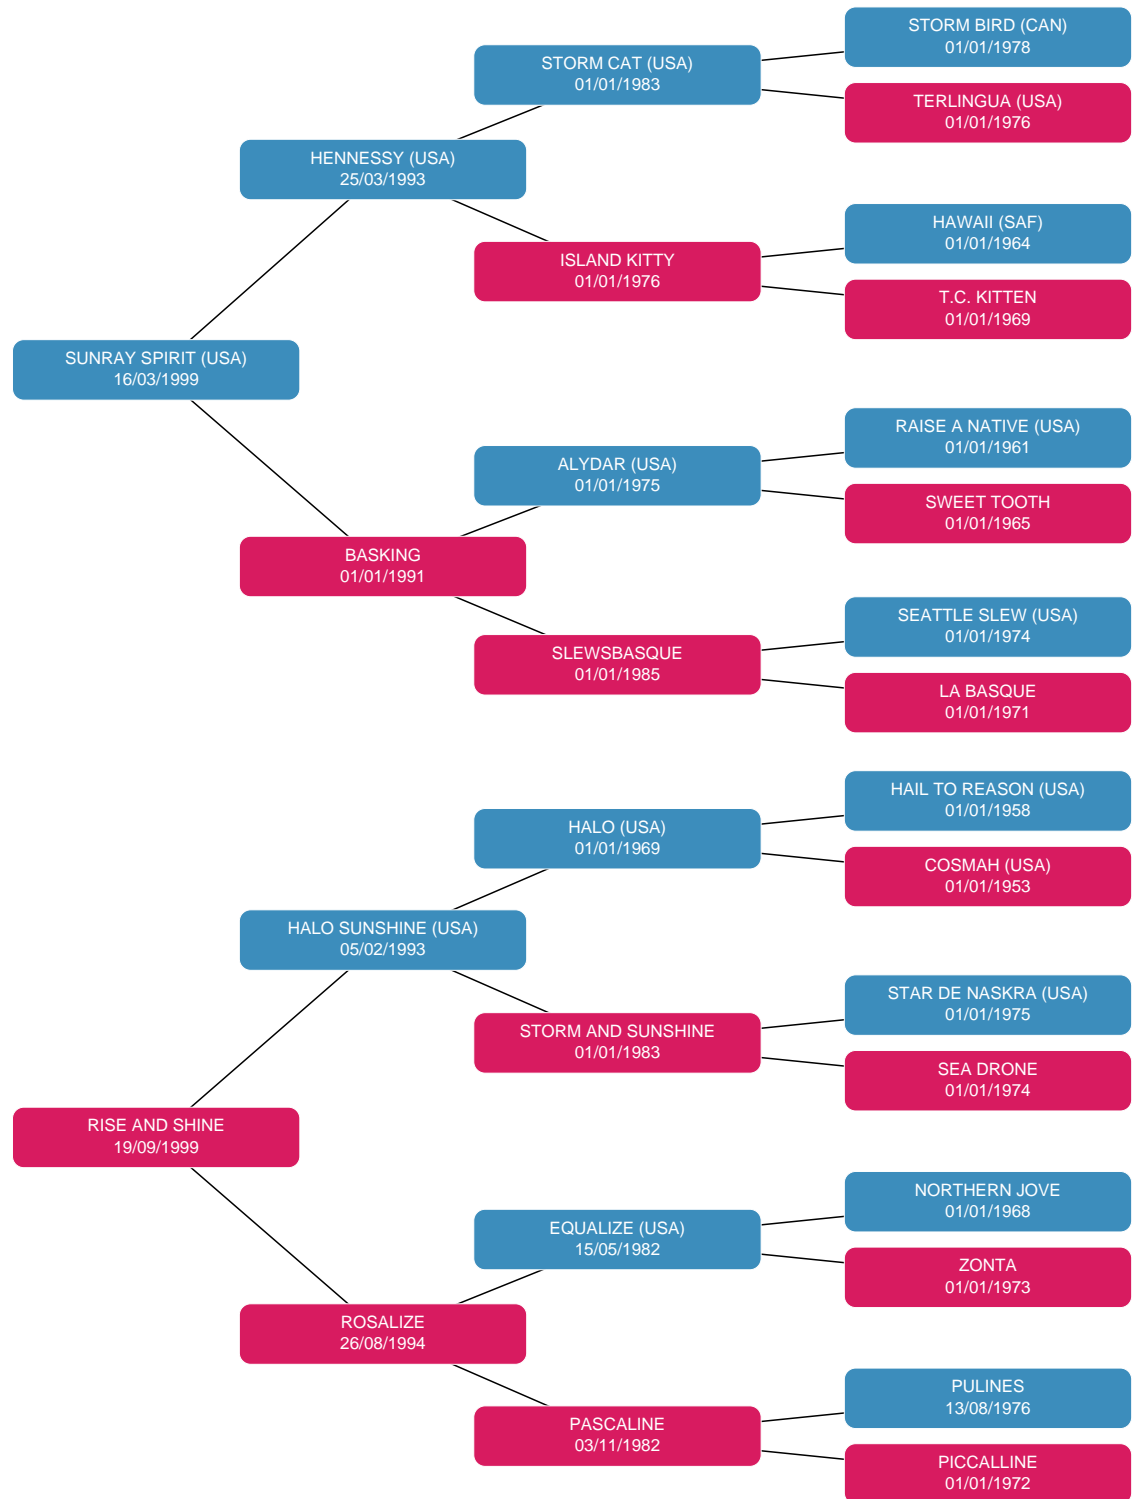 STORM BIRD (CAN)
01/01/1978
STORM CAT (USA)
01/01/1983
TERLINGUA (USA)
01/01/1976
HENNESSY (USA)
25/03/1993
HAWAII (SAF)
01/01/1964
ISLAND KITTY
01/01/1976
T.C. KITTEN
01/01/1969
SUNRAY SPIRIT (USA)
16/03/1999
RAISE A NATIVE (USA)
01/01/1961
ALYDAR (USA)
01/01/1975
SWEET TOOTH
01/01/1965
BASKING
01/01/1991
SEATTLE SLEW (USA)
01/01/1974
SLEWSBASQUE
01/01/1985
LA BASQUE
01/01/1971
HAIL TO REASON (USA)
01/01/1958
HALO (USA)
01/01/1969
COSMAH (USA)
01/01/1953
HALO SUNSHINE (USA)
05/02/1993
STAR DE NASKRA (USA)
01/01/1975
STORM AND SUNSHINE
01/01/1983
SEA DRONE
01/01/1974
RISE AND SHINE
19/09/1999
NORTHERN JOVE
01/01/1968
EQUALIZE (USA)
15/05/1982
ZONTA
01/01/1973
ROSALIZE
26/08/1994
PULINES
13/08/1976
PASCALINE
03/11/1982
PICCALLINE
01/01/1972